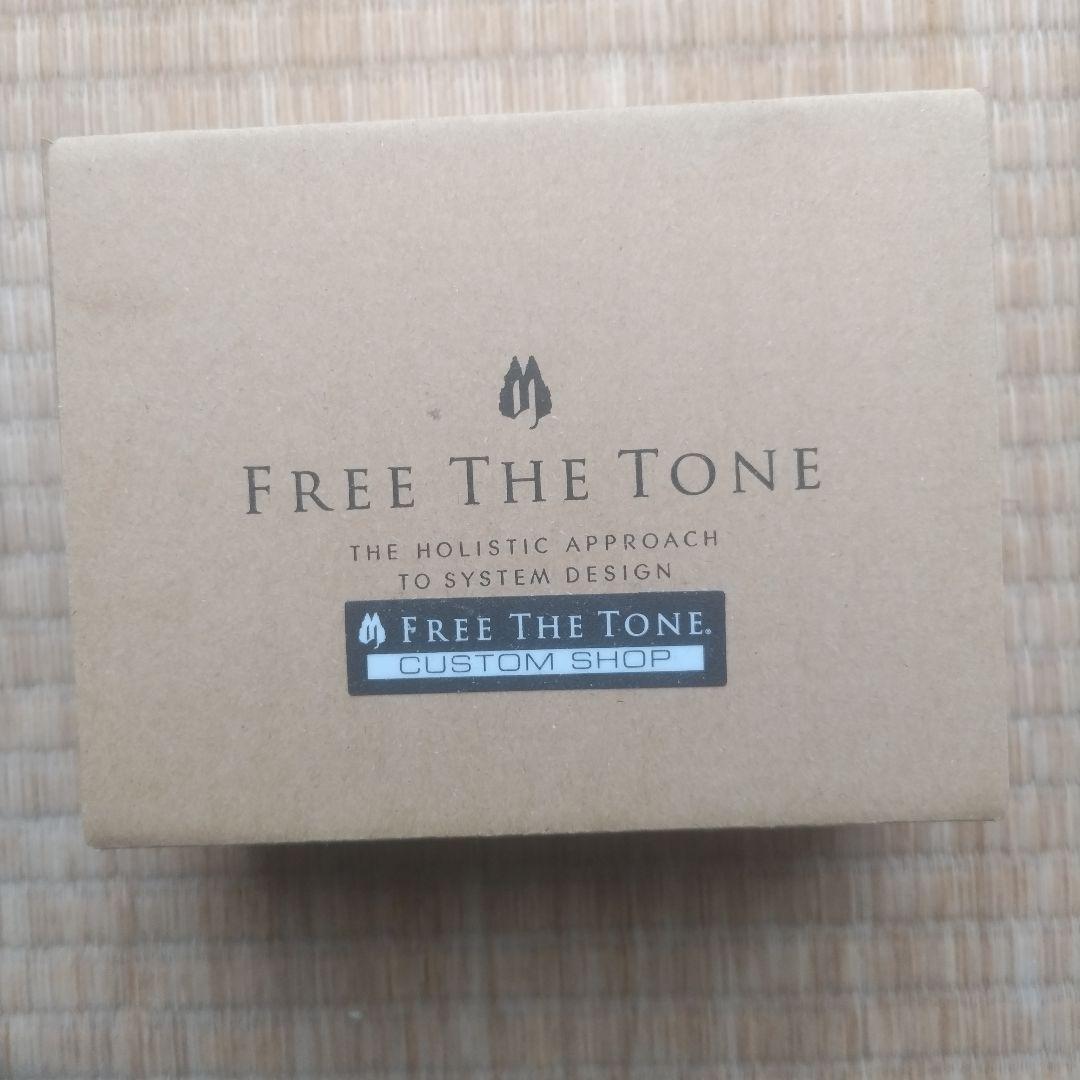 FREE THE TONE
THE HOLISTIC APPROACH
TO SYSTEM DESIGN
FREE THE TONE.
CUSTOM SHOP